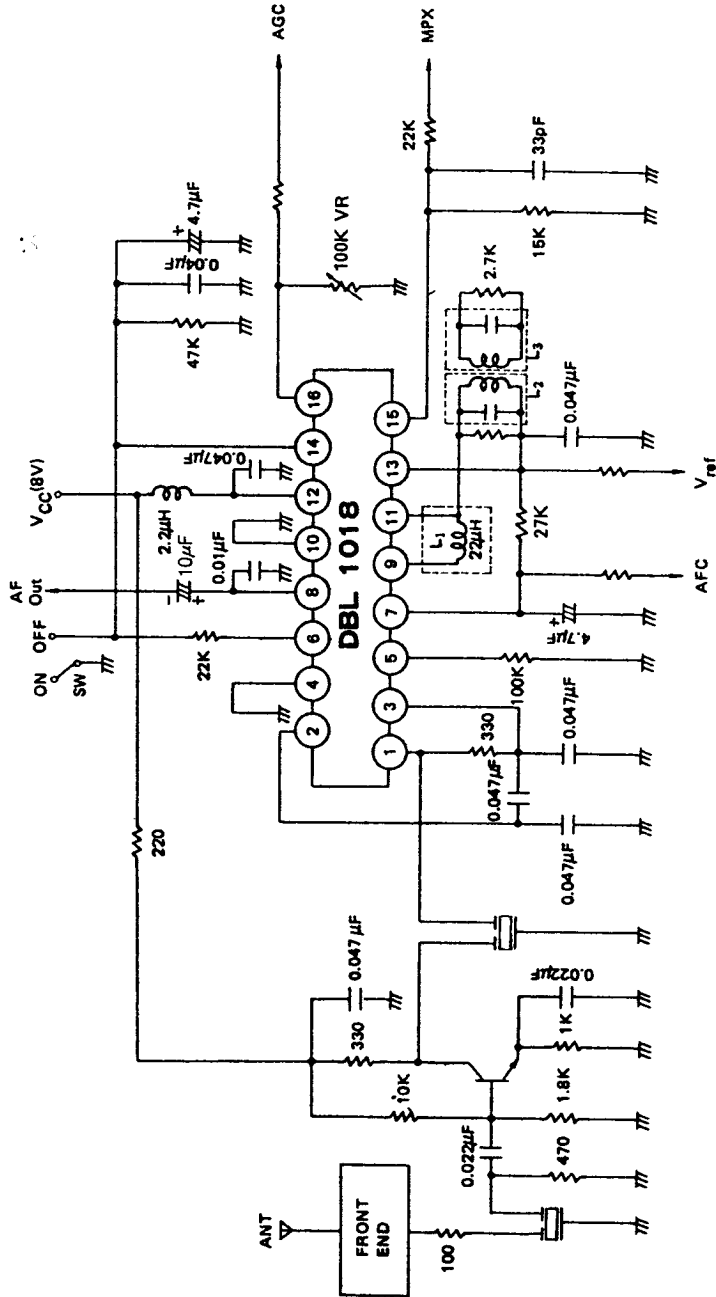 ANT
FRONT
END
100
470
0.022μF
1.8K
1K
0.022μF
10K
330
0.047μF
220
ON
OFF
SW
AF
Out
VCC(8V)
22K
10μF
-
+
0.01μF
2.2μH
0.047μF
47K
0.04μF
+
4.7μF
AGC
100K VR
DBL 1018
2
4
6
8
10
12
14
16
1
3
5
7
9
11
13
15
330
0.047μF
0.047μF
0.047μF
100K
4.7μF
+
L1
22μH
27K
AFC
Vref
0.047μF
L2
L3
2.7K
15K
33pF
22K
MPX